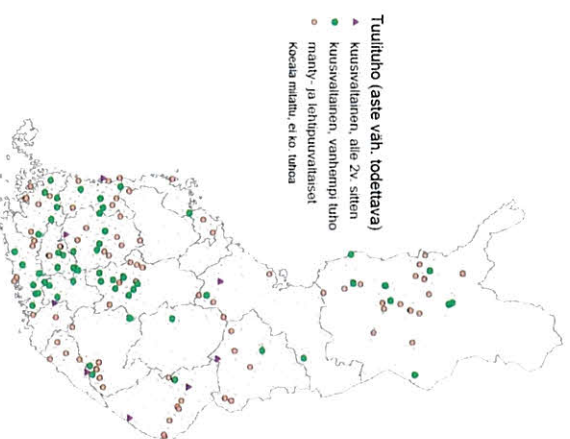 Tuulituho (aste väh. todettava)
kuusivaltainen, alle 2v. sitten
kuusivaltainen, vanhempi tuho
mänty- ja lehtipuuvaltaiset
Koeala mitattu, ei ko. tuhoa